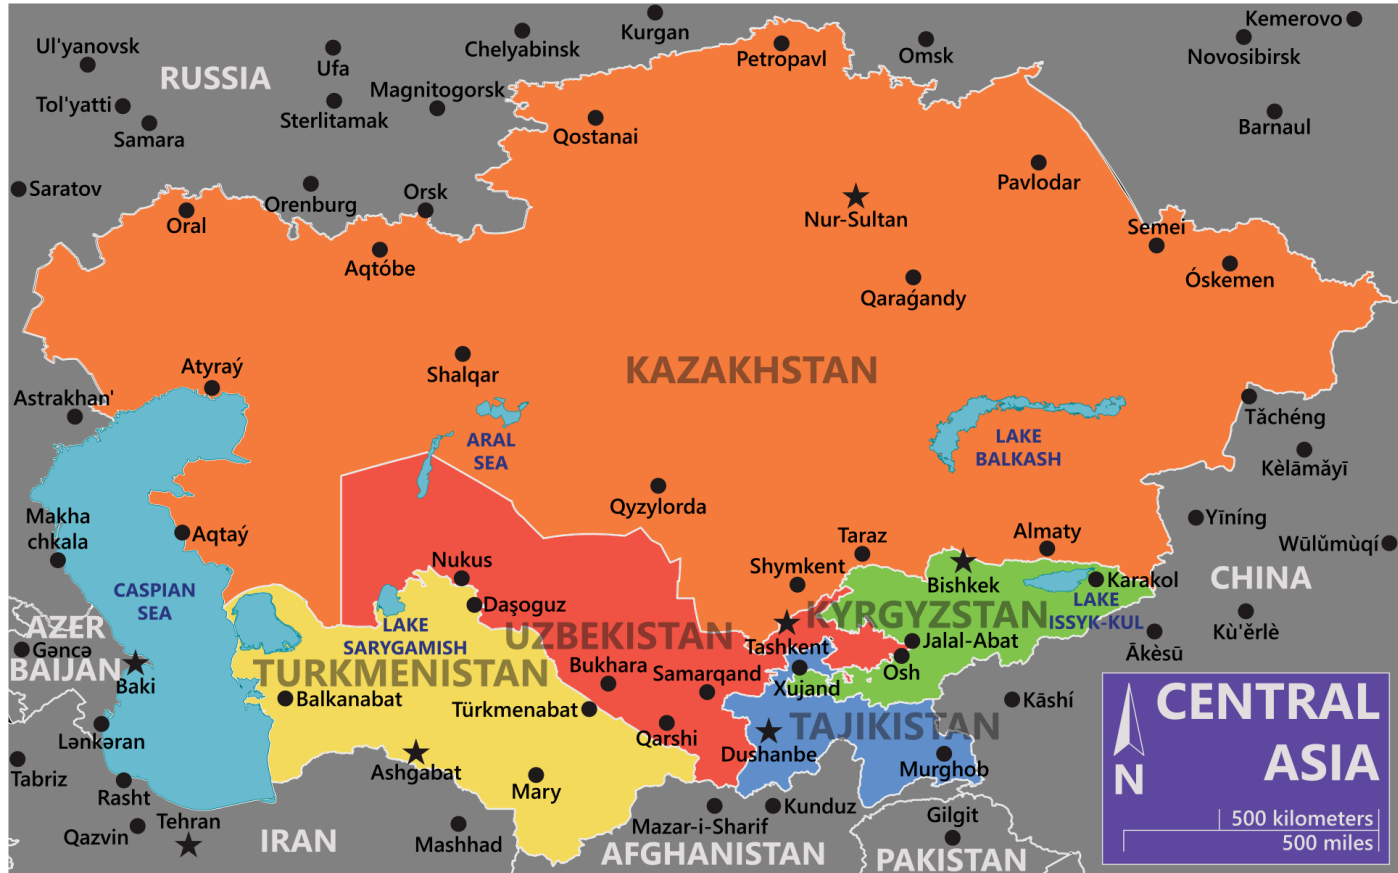 Kurgan
Kemerovo
Chelyabinsk
Ul'yanovsk
Ufa
Petropavl
Omsk
Novosibirsk
RUSSIA
Magnitogorsk
Tol'yatti
Samara
Sterlitamak
Qostanai
Barnaul
Saratov
Orenburg
Orsk
Pavlodar
Oral
Nur-Sultan
Semei
Aqtóbe
Qaraǵandy
Óskemen
Atyraý
Shalqar
KAZAKHSTAN
Astrakhan'
Tǎchéng
ARAL
SEA
LAKE
BALKASH
Kèlāmǎyī
Qyzylorda
Makha
chkala
Aqtaý
Taraz
Almaty
Yīníng
Wūlǔmùqí
Nukus
Shymkent
Bishkek
Karakol
CHINA
CASPIAN
SEA
Daşoguz
KYRGYZSTAN
LAKE
ISSYK-KUL
LAKE
SARYGAMISH
UZBEKISTAN
Tashkent
Jalal-Abat
Kù'ěrlè
AZER
BAIJAN
Gəncə
Ākèsū
Baki
TURKMENISTAN
Bukhara
Samarqand
Xujand
Osh
Balkanabat
Türkmenabat
Kāshí
Lənkəran
Qarshi
TAJIKISTAN
Dushanbe
Ashgabat
Murghob
Tabriz
Rasht
Mary
CENTRAL
ASIA
N
500 kilometers
500 miles
Qazvin
Tehran
IRAN
Mashhad
Mazar-i-Sharif
Kunduz
Gilgit
AFGHANISTAN
PAKISTAN